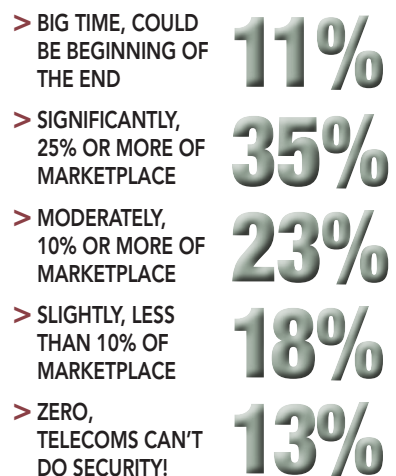 > BIG TIME, COULD
BE BEGINNING OF
THE END
11%
> SIGNIFICANTLY,
25% OR MORE OF
MARKETPLACE
35%
> MODERATELY,
10% OR MORE OF
MARKETPLACE
23%
> SLIGHTLY, LESS
THAN 10% OF
MARKETPLACE
18%
> ZERO,
TELECOMS CAN'T
DO SECURITY!
13%